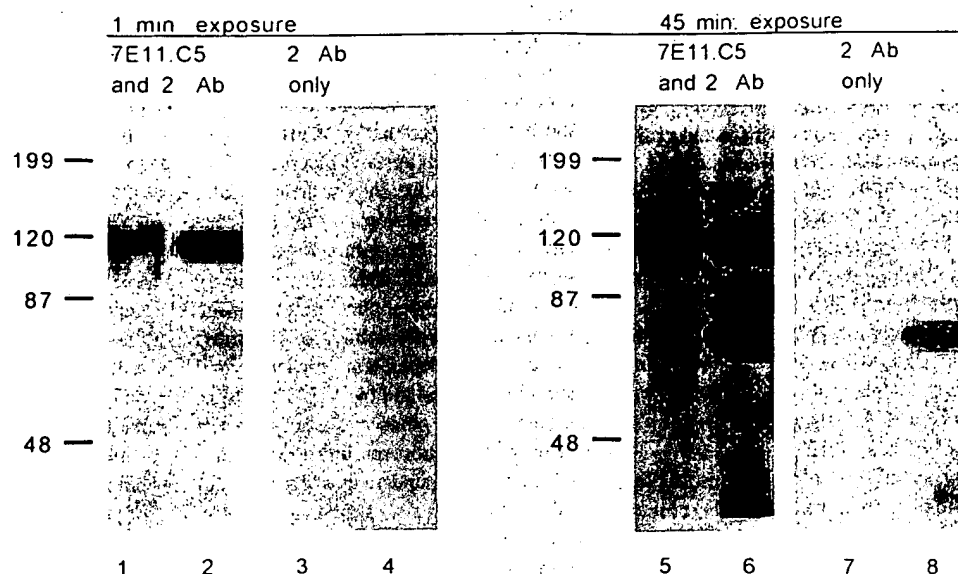 1 min exposure
45 min. exposure
7E11.C5
and 2 Ab
2 Ab
only
7E11.C5
and 2 Ab
2 Ab
only
199
120
87
48
199
120
87
48
1 2 3 4 5 6 7 8